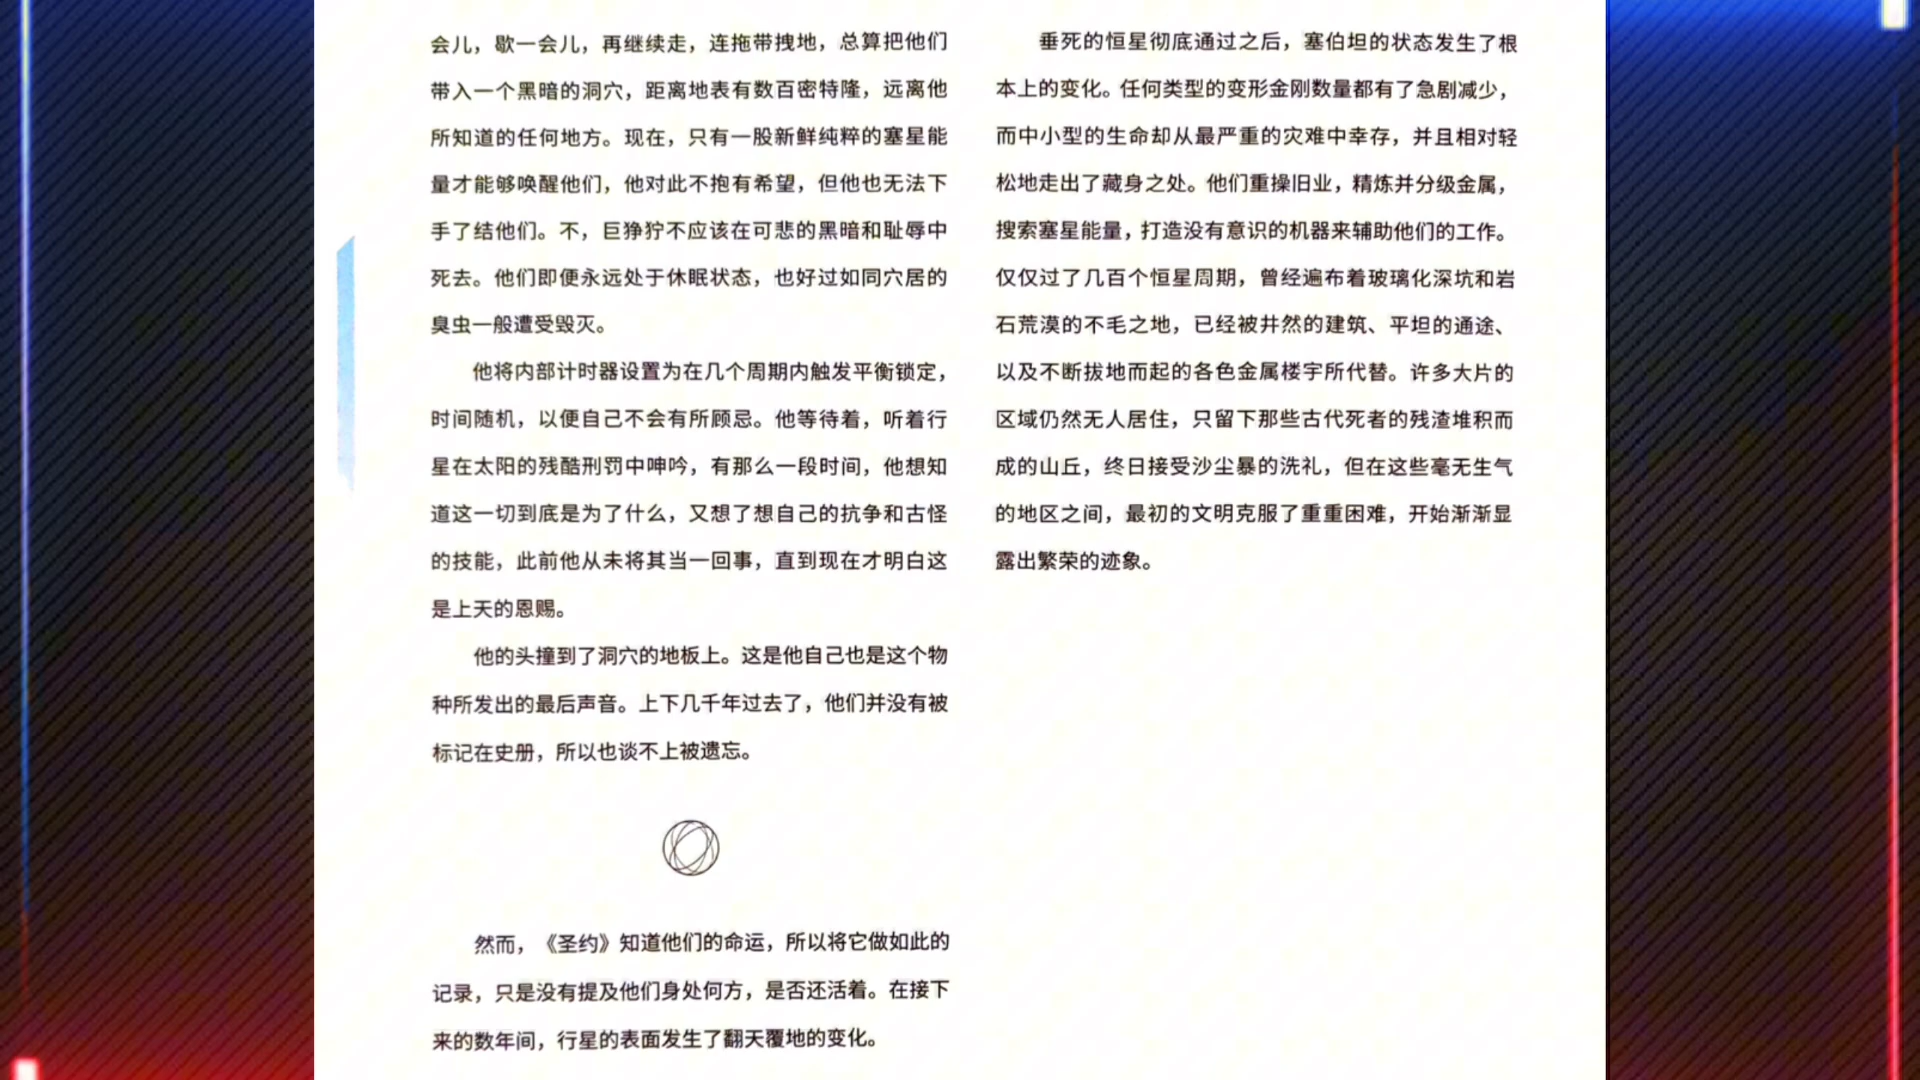 会儿，歇一会儿，再继续走，连拖带拽地，总算把他们
带入一个黑暗的洞穴，距离地表有数百密特隆，远离他
所知道的任何地方。现在，只有一股新鲜纯粹的塞星能
量才能够唤醒他们，他对此不抱有希望，但他也无法下
手了结他们。不，巨狰狞不应该在可悲的黑暗和耻辱中
死去。他们即便永远处于休眠状态，也好过如同穴居的
臭虫一般遭受毁灭。
他将内部计时器设置为在几个周期内触发平衡锁定，
时间随机，以便自己不会有所顾忌。他等待着，听着行
星在太阳的残酷刑罚中呻吟，有那么一段时间，他想知
道这一切到底是为了什么，又想了想自己的抗争和古怪
的技能，此前他从未将其当一回事，直到现在才明白这
是上天的恩赐。
他的头撞到了洞穴的地板上。这是他自己也是这个物
种所发出的最后声音。上下几千年过去了，他们并没有被
标记在史册，所以也谈不上被遗忘。
然而，《圣约》知道他们的命运，所以将它做如此的
记录，只是没有提及他们身处何方，是否还活着。在接下
来的数年间，行星的表面发生了翻天覆地的变化。
垂死的恒星彻底通过之后，塞伯坦的状态发生了根
本上的变化。任何类型的变形金刚数量都有了急剧减少，
而中小型的生命却从最严重的灾难中幸存，并且相对轻
松地走出了藏身之处。他们重操旧业，精炼并分级金属，
搜索塞星能量，打造没有意识的机器来辅助他们的工作。
仅仅过了几百个恒星周期，曾经遍布着玻璃化深坑和岩
石荒漠的不毛之地，已经被井然的建筑、平坦的通途、
以及不断拔地而起的各色金属楼宇所代替。许多大片的
区域仍然无人居住，只留下那些古代死者的残渣堆积而
成的山丘，终日接受沙尘暴的洗礼，但在这些毫无生气
的地区之间，最初的文明克服了重重困难，开始渐渐显
露出繁荣的迹象。